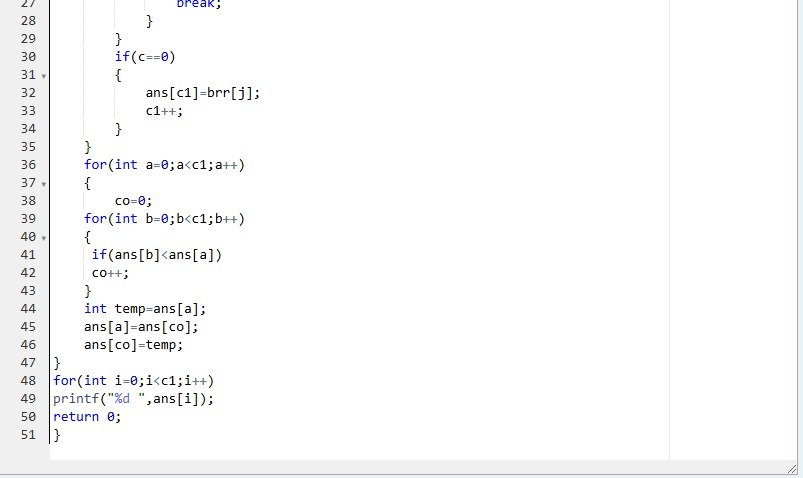 27 break;
28 }
29 }
30 if(c==0)
31 {
32 ans[c1]=brr[j];
33 c1++;
34 }
35 }
36 for(int a=0;a<c1;a++)
37 {
38 co=0;
39 for(int b=0;b<c1;b++)
40 {
41 if(ans[b]<ans[a])
42 co++;
43 }
44 int temp=ans[a];
45 ans[a]=ans[co];
46 ans[co]=temp;
47 }
48 for(int i=0;i<c1;i++)
49 printf("%d ",ans[i]);
50 return 0;
51 }